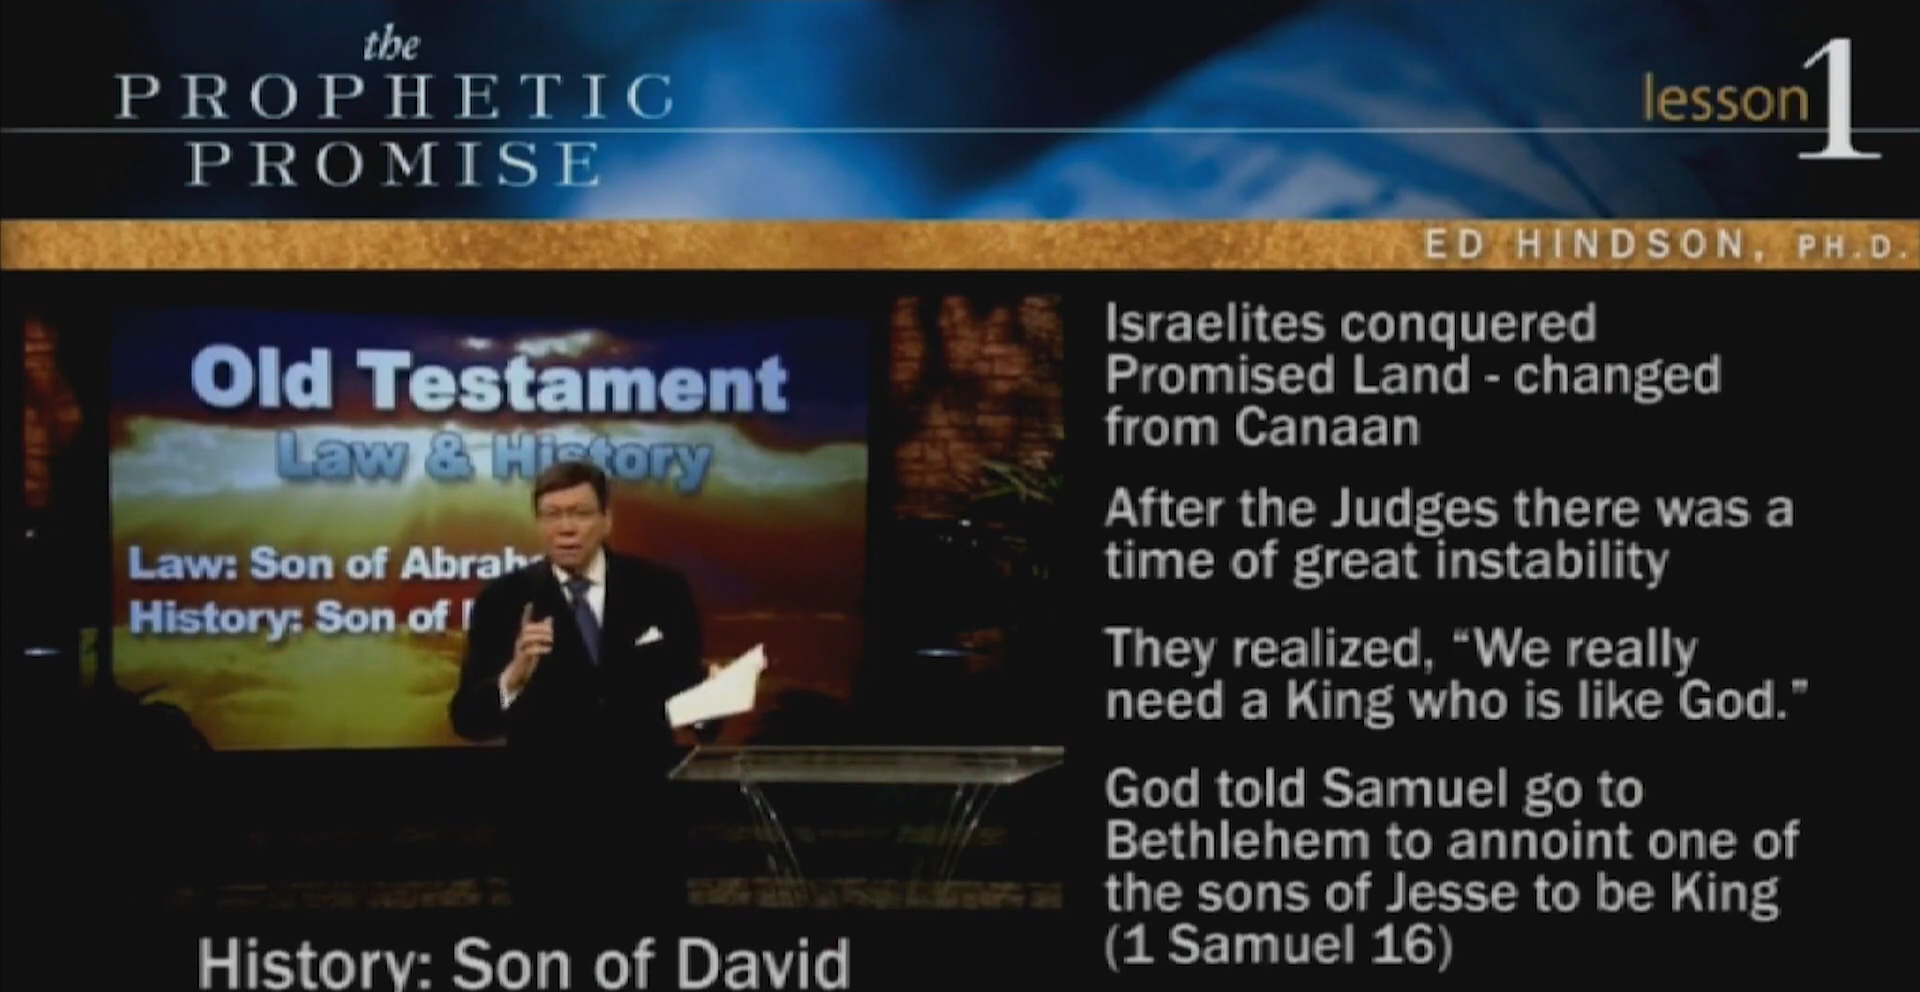 the
PROPHETIC
PROMISE
lesson 1
ED HINDSON, PH.D.
Old Testament
Law & History
Law: Son of
History: Son of
History: Son of David
Israelites conquered
Promised Land - changed
from Canaan
After the Judges there was a
time of great instability
They realized, “We really
need a King who is like God.”
God told Samuel go to
Bethlehem to annoint one of
the sons of Jesse to be King
(1 Samuel 16)